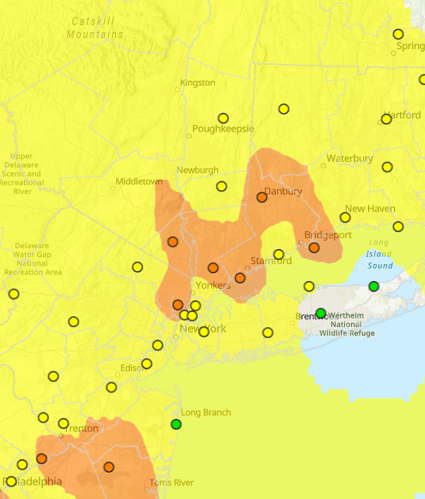 Catskill
Mountains
Spring
Kingston
Hartford
Poughkeepsie
Upper
Delaware
Scenic and
Recreational
River
Waterbury
Newburgh
Middletown
Danbury
New Haven
Bridgeport
Delaware
Water Gap
National
Recreation Area
Long
Island
Sound
Stamford
Yonkers
Wertheim
National
Wildlife Refuge
New York
Edison
Long Branch
Trenton
Philadelphia
Toms River